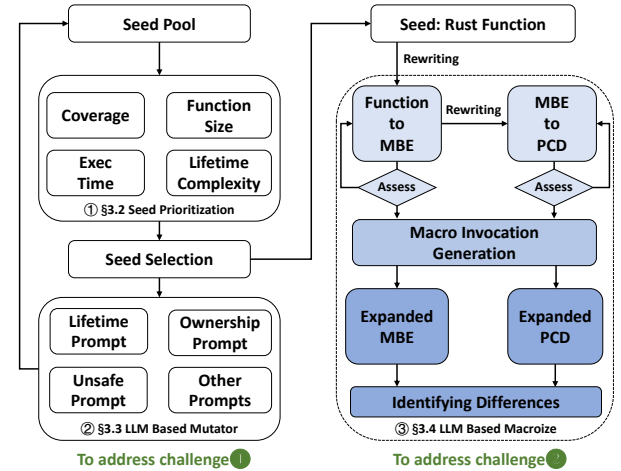 Seed Pool
Coverage
Function
Size
Exec
Time
Lifetime
Complexity
① §3.2 Seed Prioritization
Seed Selection
Lifetime
Prompt
Ownership
Prompt
Unsafe
Prompt
Other
Prompts
② §3.3 LLM Based Mutator
To address challenge❶
Seed: Rust Function
Rewriting
Function
to
MBE
Rewriting
MBE
to
PCD
Assess
Assess
Macro Invocation
Generation
Expanded
MBE
Expanded
PCD
Identifying Differences
③ §3.4 LLM Based Macroize
To address challenge❷